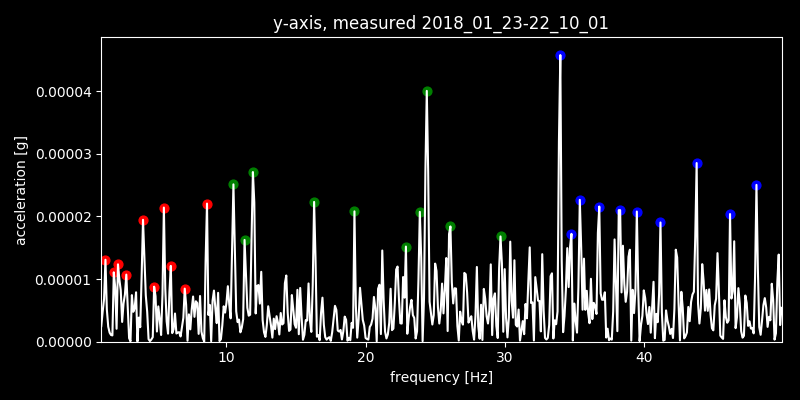 y-axis, measured 2018_01_23-22_10_01
0.00004
0.00003
0.00002
0.00001
0.00000
acceleration [g]
10 20 30 40
frequency [Hz]